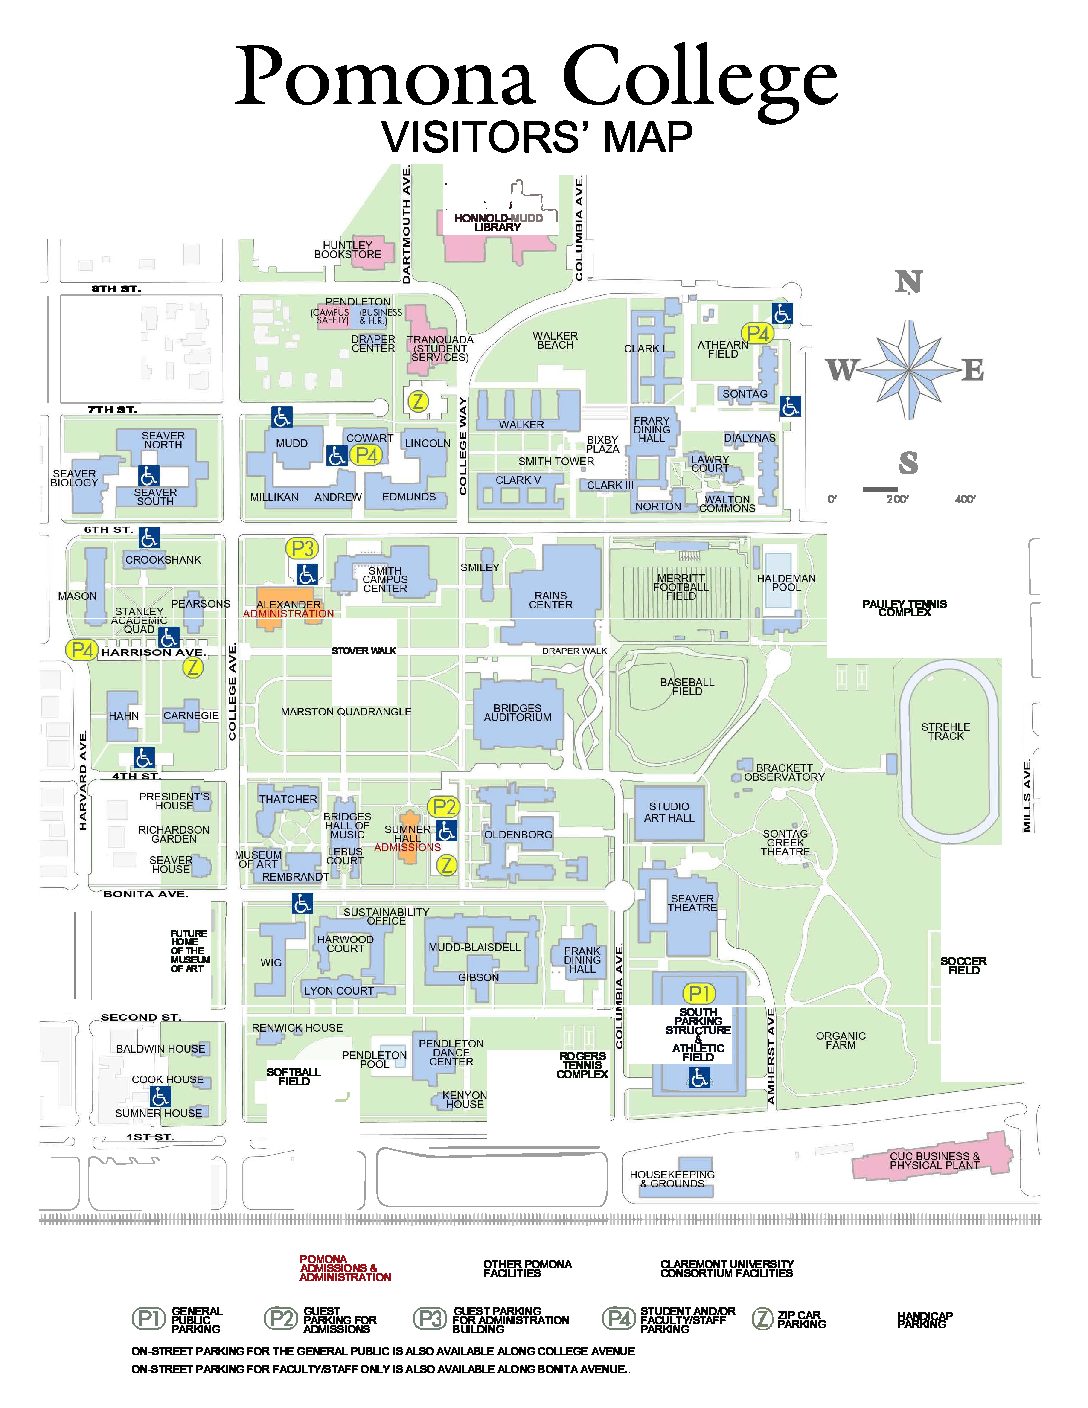 Pomona College
VISITORS' MAP
DARTMOUTH AVE.
COLUMBIA AVE.
HONNOLD-MUDD
LIBRARY
HUNTLEY
BOOKSTORE
8TH ST.
PENDLETON
(CAMPUS
SAFETY)
(BUSINESS
& H.R.)
DRAPER
CENTER
TRANQUADA
(STUDENT
SERVICES)
WALKER
BEACH
CLARK I
ATHEARN
FIELD
P4
N
W
E
S
0'
200'
400'
SONTAG
Z
7TH ST.
COLLEGE WAY
SEAVER
NORTH
SEAVER
BIOLOGY
SEAVER
SOUTH
MUDD
COWART
P4
LINCOLN
MILLIKAN
ANDREW
EDMUNDS
WALKER
BIXBY
PLAZA
SMITH TOWER
CLARK V
CLARK III
FRARY
DINING
HALL
DIALYNAS
LAWRY
COURT
NORTON
WALTON
COMMONS
6TH ST.
CROOKSHANK
MASON
PEARSONS
STANLEY
ACADEMIC
QUAD
P3
ALEXANDER
ADMINISTRATION
SMITH
CAMPUS
CENTER
SMILEY
RAINS
CENTER
MERRITT
FOOTBALL
FIELD
HALDEMAN
POOL
PAULEY TENNIS
COMPLEX
P4
HARRISON AVE.
Z
COLLEGE AVE.
STOVER WALK
DRAPER WALK
HAHN
CARNEGIE
MARSTON QUADRANGLE
BRIDGES
AUDITORIUM
BASEBALL
FIELD
STREHLE
TRACK
HARVARD AVE.
4TH ST.
BRACKETT
OBSERVATORY
MILLS AVE.
PRESIDENT'S
HOUSE
RICHARDSON
GARDEN
SEAVER
HOUSE
THATCHER
BRIDGES
HALL OF
MUSIC
LEBUS
COURT
MUSEUM
OF ART
REMBRANDT
SUMNER
HALL
ADMISSIONS
P2
Z
OLDENBORG
STUDIO
ART HALL
SONTAG
GREEK
THEATRE
BONITA AVE.
SEAVER
THEATRE
FUTURE
HOME
OF THE
MUSEUM
OF ART
SUSTAINABILITY
OFFICE
WIG
HARWOOD
COURT
LYON COURT
MUDD-BLAISDELL
GIBSON
FRANK
DINING
HALL
COLUMBIA AVE.
SOCCER
FIELD
P1
SOUTH
PARKING
STRUCTURE
&
ATHLETIC
FIELD
AMHERST AVE.
ORGANIC
FARM
SECOND ST.
BALDWIN HOUSE
COOK HOUSE
SUMNER HOUSE
RENWICK HOUSE
SOFTBALL
FIELD
PENDLETON
POOL
PENDLETON
DANCE
CENTER
KENYON
HOUSE
ROGERS
TENNIS
COMPLEX
1ST ST.
HOUSEKEEPING
& GROUNDS
CUC BUSINESS &
PHYSICAL PLANT
POMONA
ADMISSIONS &
ADMINISTRATION
OTHER POMONA
FACILITIES
CLAREMONT UNIVERSITY
CONSORTIUM FACILITIES
P1
GENERAL
PUBLIC
PARKING
P2
GUEST
PARKING FOR
ADMISSIONS
P3
GUEST PARKING
FOR ADMINISTRATION
BUILDING
P4
STUDENT AND/OR
FACULTY/STAFF
PARKING
Z
ZIP CAR
PARKING
HANDICAP
PARKING
ON-STREET PARKING FOR THE GENERAL PUBLIC IS ALSO AVAILABLE ALONG COLLEGE AVENUE
ON-STREET PARKING FOR FACULTY/STAFF ONLY IS ALSO AVAILABLE ALONG BONITA AVENUE.